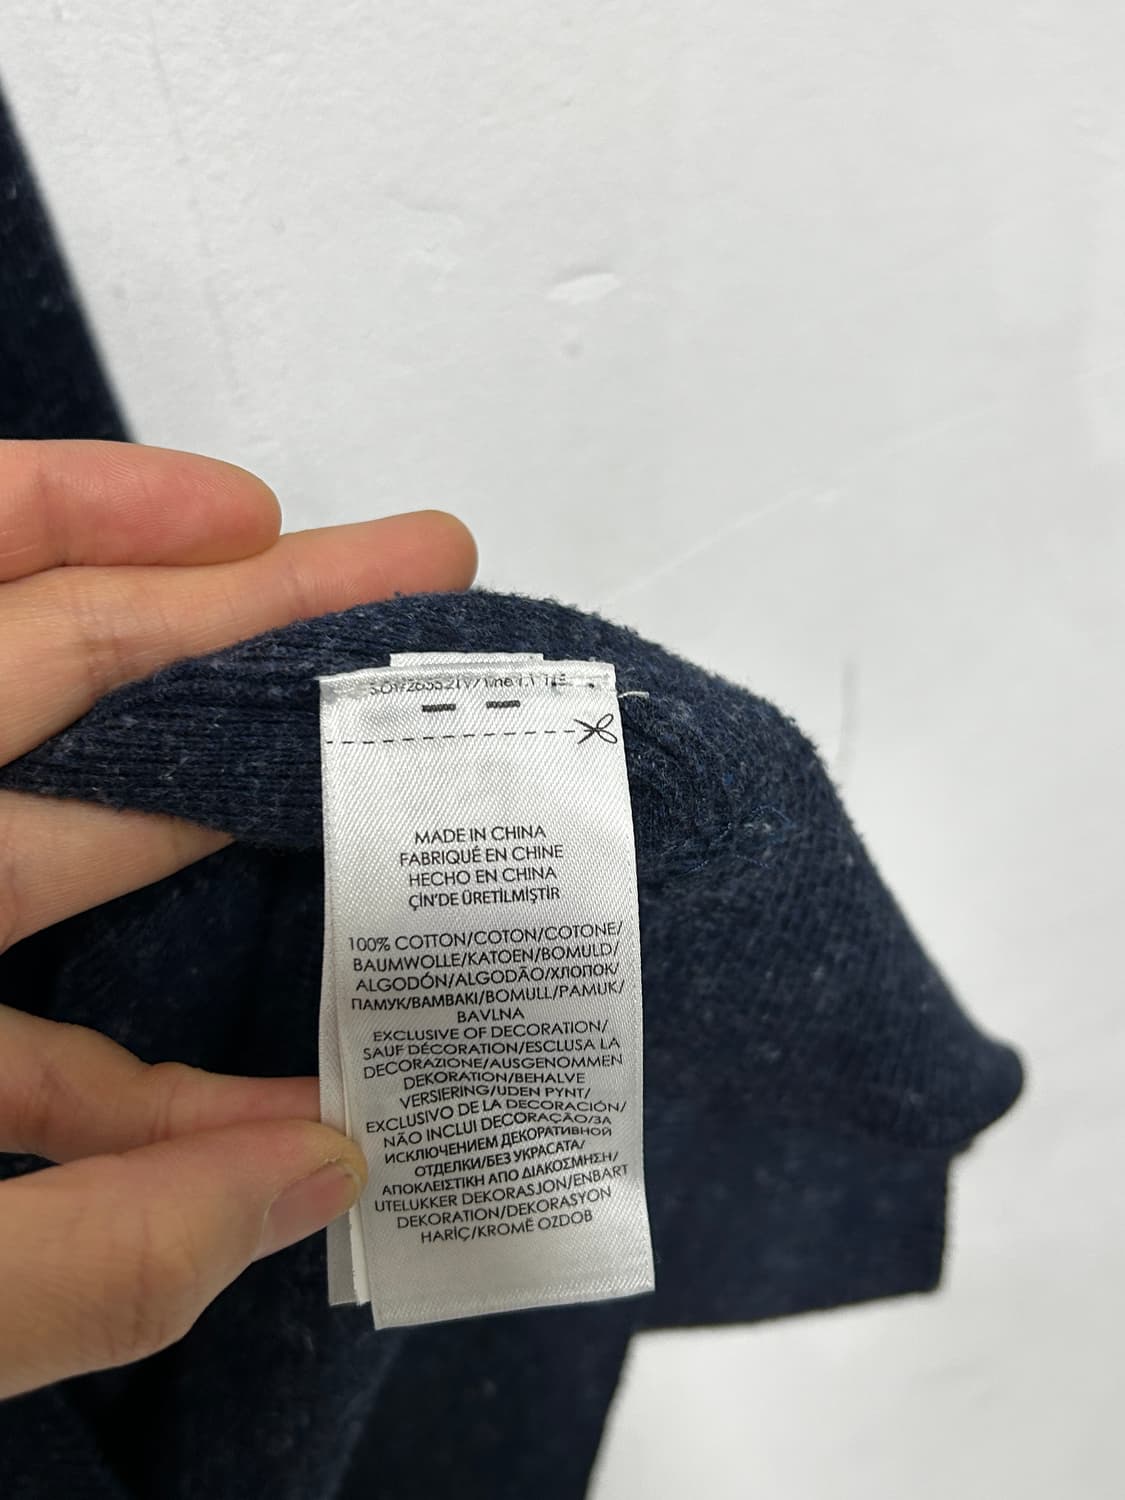 MADE IN CHINA
FABRIQUÉ EN CHINE
HECHO EN CHINA
ÇİN'DE ÜRETİLMİŞTİR
100% COTTON/COTON/COTONE/
BAUMWOLLE/KATOEN/BOMULD/
ALGODÓN/ALGODÃO/ХЛОПОК/
ПАМУК/ΒΑΜΒΑΚΙ/BOMULL/PAMUK/
BAVLNA
EXCLUSIVE OF DECORATION/
SAUF DÉCORATION/ESCLUSA LA
DECORAZIONE/AUSGENOMMEN
DEKORATION/BEHALVE
VERSIERING/UDEN PYNT/
EXCLUSIVO DE LA DECORACIÓN/
NÃO INCLUI DECORAÇÃO/ЗА
ИСКЛЮЧЕНИЕМ ДЕКОРАТИВНОЙ
ОТДЕЛКИ/БЕЗ УКРАСАТА/
ΑΠΟΚΛΕΙΣΤΙΚΗ ΑΠΟ ΔΙΑΚΟΣΜΗΣΗ/
UTELUKKER DEKORASJON/ENBART
DEKORATION/DEKORASYON
HARİÇ/KROMĚ OZDOB